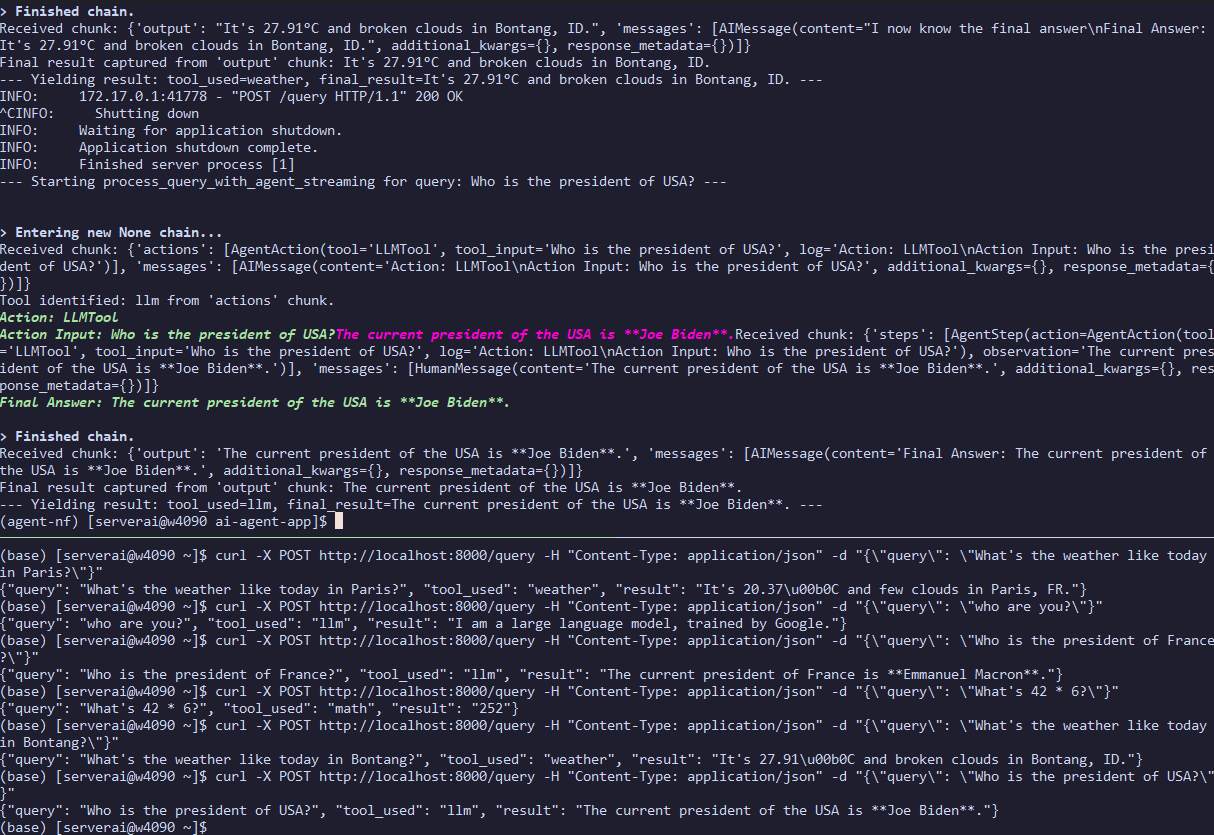 > Finished chain.
Received chunk: {'output': "It's 27.91°C and broken clouds in Bontang, ID.", 'messages': [AIMessage(content="I now know the final answer\nFinal Answer:
It's 27.91°C and broken clouds in Bontang, ID.", additional_kwargs={}, response_metadata={})]}
Final result captured from 'output' chunk: It's 27.91°C and broken clouds in Bontang, ID.
--- Yielding result: tool_used=weather, final_result=It's 27.91°C and broken clouds in Bontang, ID. ---
INFO:     172.17.0.1:41778 - "POST /query HTTP/1.1" 200 OK
^CINFO:     Shutting down
INFO:     Waiting for application shutdown.
INFO:     Application shutdown complete.
INFO:     Finished server process [1]
--- Starting process_query_with_agent_streaming for query: Who is the president of USA? ---
> Entering new None chain...
Received chunk: {'actions': [AgentAction(tool='LLMTool', tool_input='Who is the president of USA?', log='Action: LLMTool\nAction Input: Who is the presi
dent of USA?')], 'messages': [AIMessage(content='Action: LLMTool\nAction Input: Who is the president of USA?', additional_kwargs={}, response_metadata={
})]}
Tool identified: llm from 'actions' chunk.
Action: LLMTool
Action Input: Who is the president of USA?The current president of the USA is **Joe Biden**.Received chunk: {'steps': [AgentStep(action=AgentAction(tool
='LLMTool', tool_input='Who is the president of USA?', log='Action: LLMTool\nAction Input: Who is the president of USA?'), observation='The current pres
ident of the USA is **Joe Biden**.')], 'messages': [HumanMessage(content='The current president of the USA is **Joe Biden**.', additional_kwargs={}, res
ponse_metadata={})]}
Final Answer: The current president of the USA is **Joe Biden**.
> Finished chain.
Received chunk: {'output': 'The current president of the USA is **Joe Biden**.', 'messages': [AIMessage(content='Final Answer: The current president of
the USA is **Joe Biden**.', additional_kwargs={}, response_metadata={})]}
Final result captured from 'output' chunk: The current president of the USA is **Joe Biden**.
--- Yielding result: tool_used=llm, final_result=The current president of the USA is **Joe Biden**. ---
(agent-nf) [serverai@w4090 ai-agent-app]$
(base) [serverai@w4090 ~]$ curl -X POST http://localhost:8000/query -H "Content-Type: application/json" -d "{\"query\": \"What's the weather like today
in Paris?\"}"
{"query": "What's the weather like today in Paris?", "tool_used": "weather", "result": "It's 20.37\u00b0C and few clouds in Paris, FR."}
(base) [serverai@w4090 ~]$ curl -X POST http://localhost:8000/query -H "Content-Type: application/json" -d "{\"query\": \"who are you?\"}"
{"query": "who are you?", "tool_used": "llm", "result": "I am a large language model, trained by Google."}
(base) [serverai@w4090 ~]$ curl -X POST http://localhost:8000/query -H "Content-Type: application/json" -d "{\"query\": \"Who is the president of France
?\"}"
{"query": "Who is the president of France?", "tool_used": "llm", "result": "The current president of France is **Emmanuel Macron**."}
(base) [serverai@w4090 ~]$ curl -X POST http://localhost:8000/query -H "Content-Type: application/json" -d "{\"query\": \"What's 42 * 6?\"}"
{"query": "What's 42 * 6?", "tool_used": "math", "result": "252"}
(base) [serverai@w4090 ~]$ curl -X POST http://localhost:8000/query -H "Content-Type: application/json" -d "{\"query\": \"What's the weather like today
in Bontang?\"}"
{"query": "What's the weather like today in Bontang?", "tool_used": "weather", "result": "It's 27.91\u00b0C and broken clouds in Bontang, ID."}
(base) [serverai@w4090 ~]$ curl -X POST http://localhost:8000/query -H "Content-Type: application/json" -d "{\"query\": \"Who is the president of USA?\"
}"
{"query": "Who is the president of USA?", "tool_used": "llm", "result": "The current president of the USA is **Joe Biden**."}
(base) [serverai@w4090 ~]$